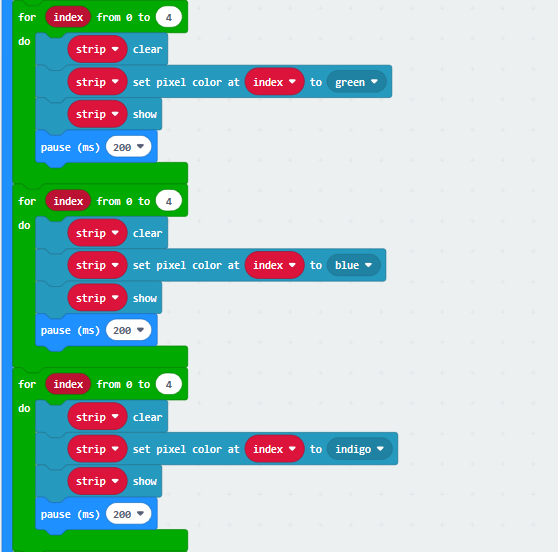 for index from 0 to 4
do
strip clear
strip set pixel color at index to green
strip show
pause (ms) 200
for index from 0 to 4
do
strip clear
strip set pixel color at index to blue
strip show
pause (ms) 200
for index from 0 to 4
do
strip clear
strip set pixel color at index to indigo
strip show
pause (ms) 200